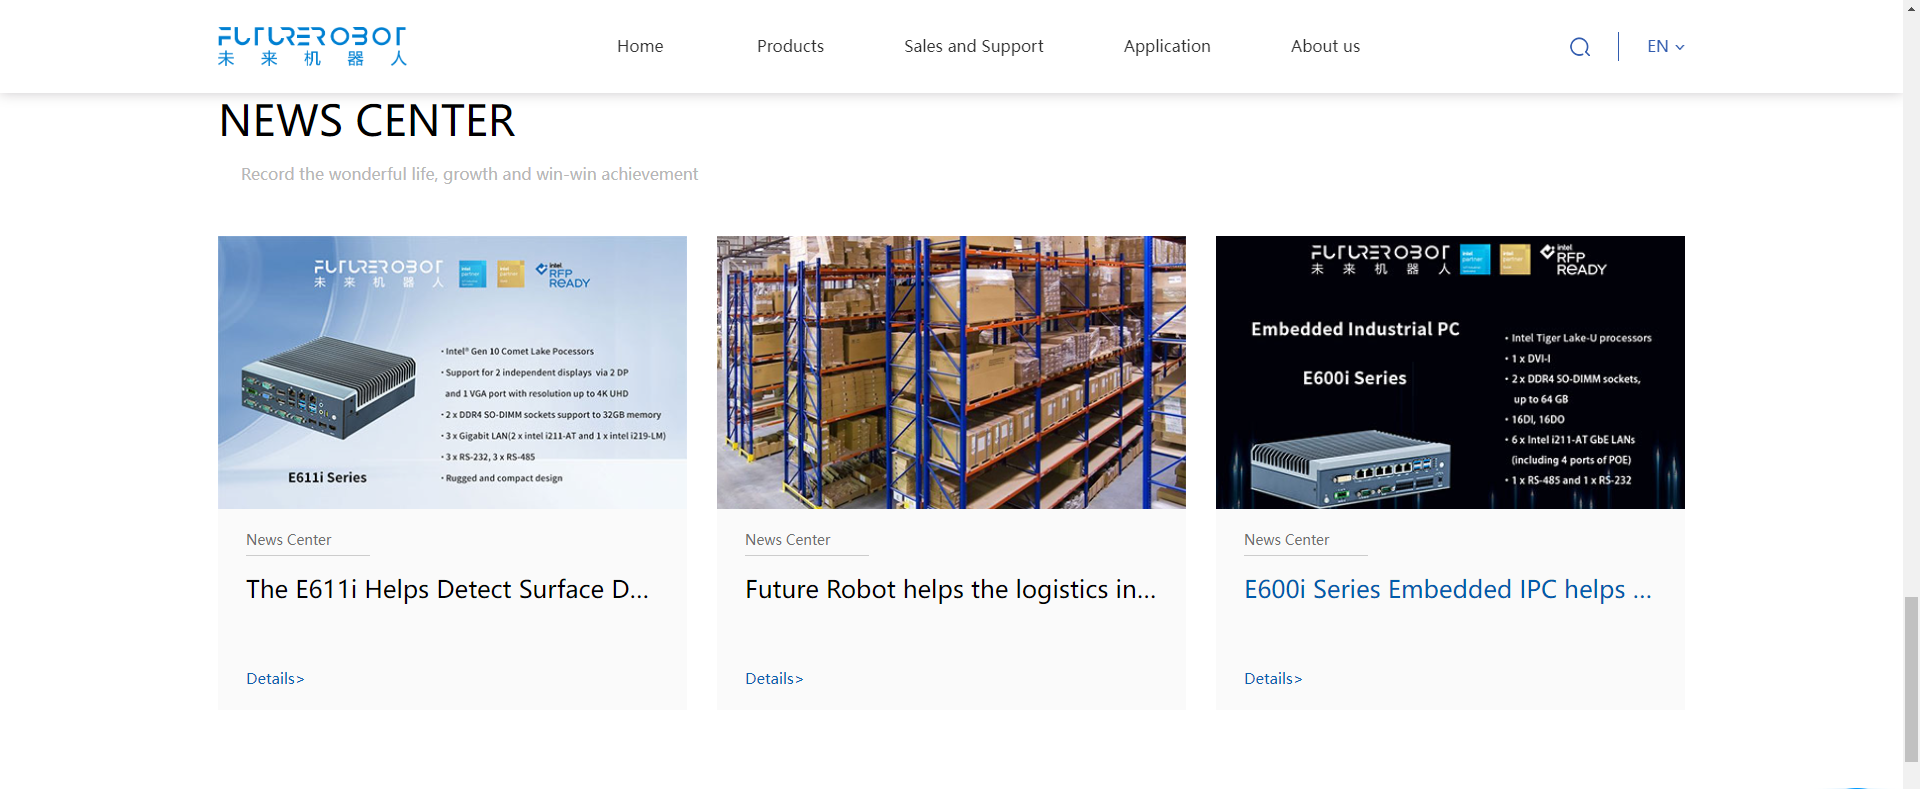 FUTUREROBOT
未来机器人
Home
Products
Sales and Support
Application
About us
EN
NEWS CENTER
Record the wonderful life, growth and win-win achievement
FUTUREROBOT
未来机器人
intel partner
intel partner
intel RFP READY
• Intel® Gen 10 Comet Lake Pocessors
• Support for 2 independent displays via 2 DP
and 1 VGA port with resolution up to 4K UHD
• 2 x DDR4 SO-DIMM sockets support to 32GB memory
• 3 x Gigabit LAN(2 x intel i211-AT and 1 x intel i219-LM)
• 3 x RS-232, 3 x RS-485
• Rugged and compact design
E611i Series
FUTUREROBOT
未来机器人
intel partner
intel partner
intel RFP READY
Embedded Industrial PC
E600i Series
• Intel Tiger Lake-U processors
• 1 x DVI-I
• 2 x DDR4 SO-DIMM sockets,
up to 64 GB
• 16DI, 16DO
• 6 x Intel i211-AT GbE LANs
(including 4 ports of POE)
• 1 x RS-485 and 1 x RS-232
News Center
The E611i Helps Detect Surface D...
Details>
News Center
Future Robot helps the logistics in...
Details>
News Center
E600i Series Embedded IPC helps ...
Details>